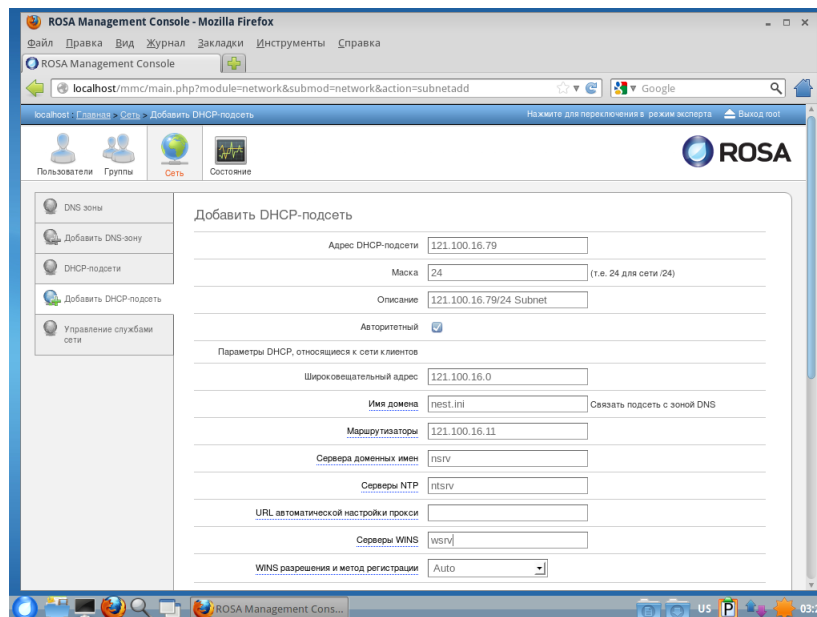 ROSA Management Console - Mozilla Firefox
Файл Правка Вид Журнал Закладки Инструменты Справка
ROSA Management Console
localhost/mmc/main.php?module=network&submod=network&action=subnetadd
Google
localhost : Главная > Сеть > Добавить DHCP-подсеть
Нажмите для переключения в режим эксперта
Выход root
Пользователи Группы Сеть Состояние
ROSA
DNS зоны
Добавить DNS-зону
DHCP-подсети
Добавить DHCP-подсеть
Управление службами
сети
Добавить DHCP-подсеть
Адрес DHCP-подсети 121.100.16.79
Маска 24 (т.е. 24 для сети /24)
Описание 121.100.16.79/24 Subnet
Авторитетный
Параметры DHCP, относящиеся к сети клиентов
Широковещательный адрес 121.100.16.0
Имя домена nest.ini Связать подсеть с зоной DNS
Маршрутизаторы 121.100.16.11
Сервера доменных имен nsrv
Серверы NTP ntsrv
URL автоматической настройки прокси
Серверы WINS wsrv
WINS разрешения и метод регистрации Auto
ROSA Management Cons...
US
P